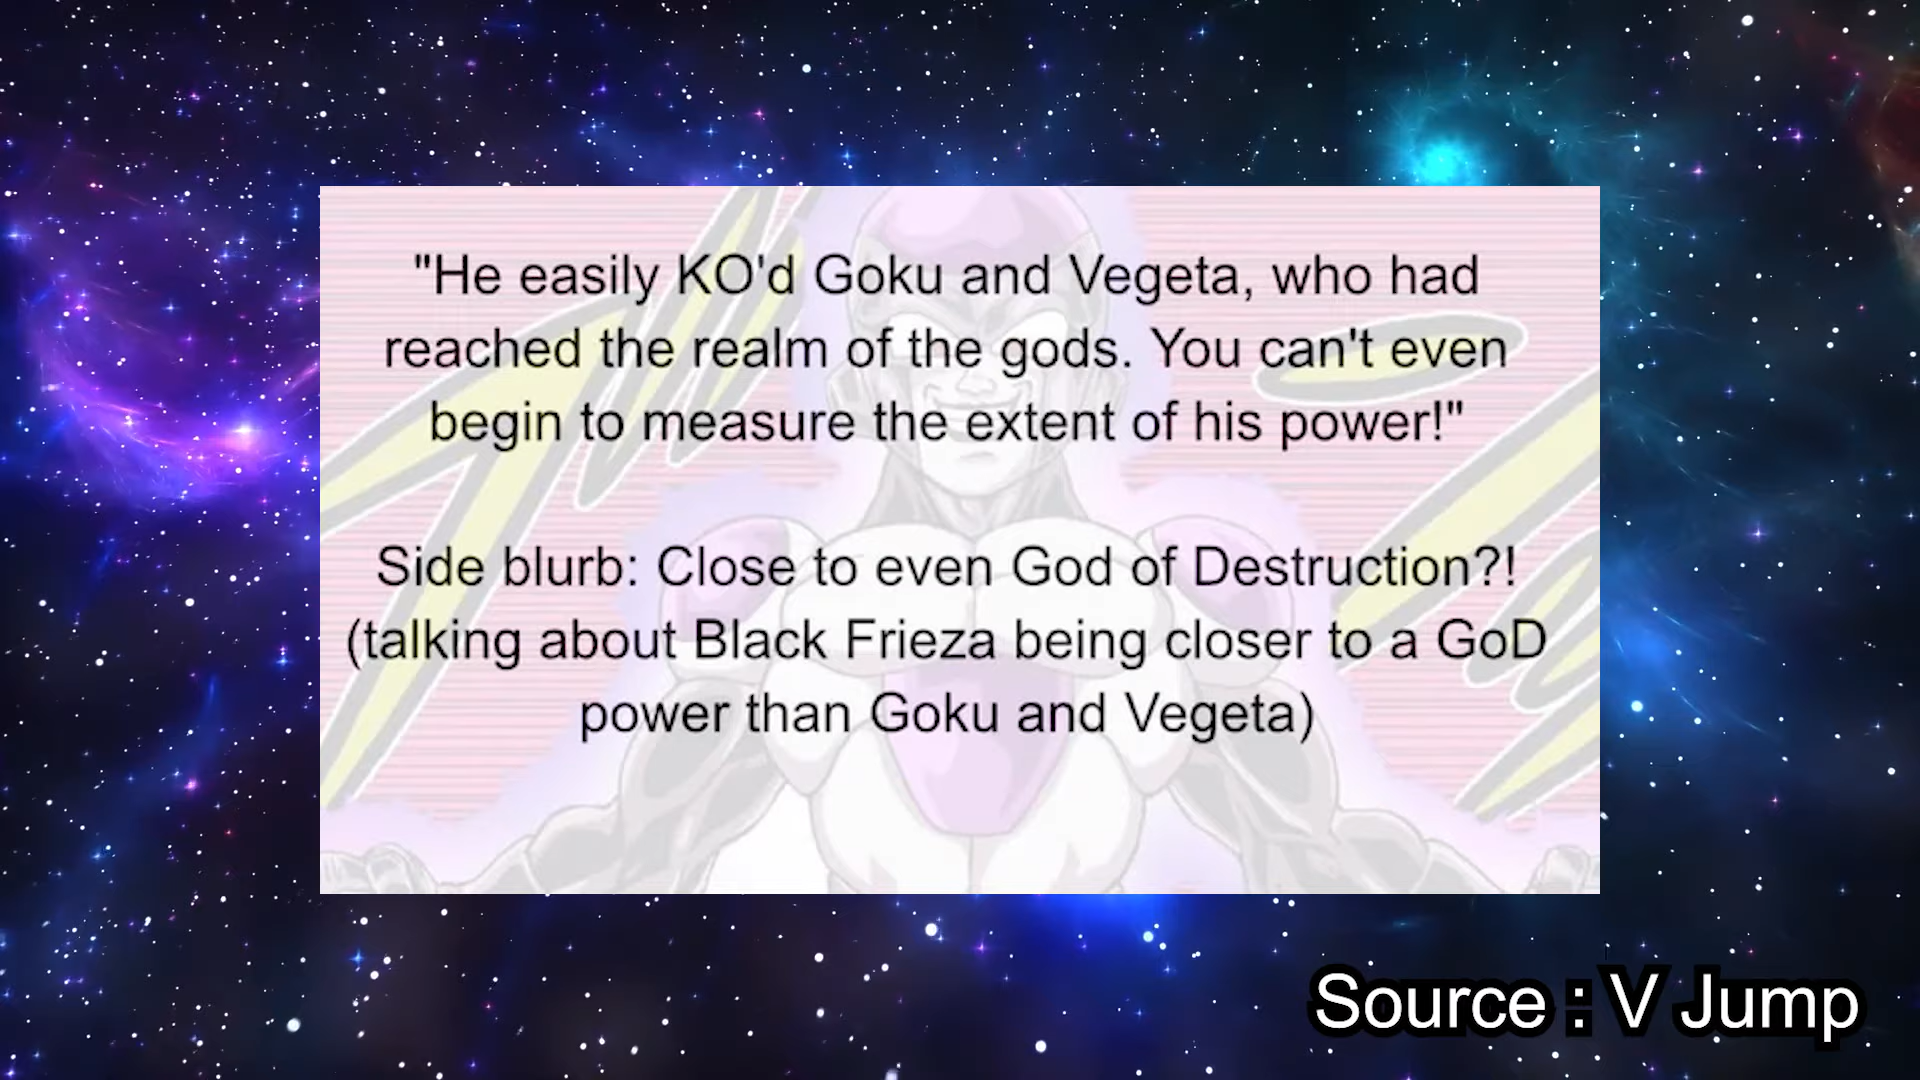 "He easily KO'd Goku and Vegeta, who had
reached the realm of the gods. You can't even
begin to measure the extent of his power!"
Side blurb: Close to even God of Destruction?!
(talking about Black Frieza being closer to a GoD
power than Goku and Vegeta)
Source : V Jump